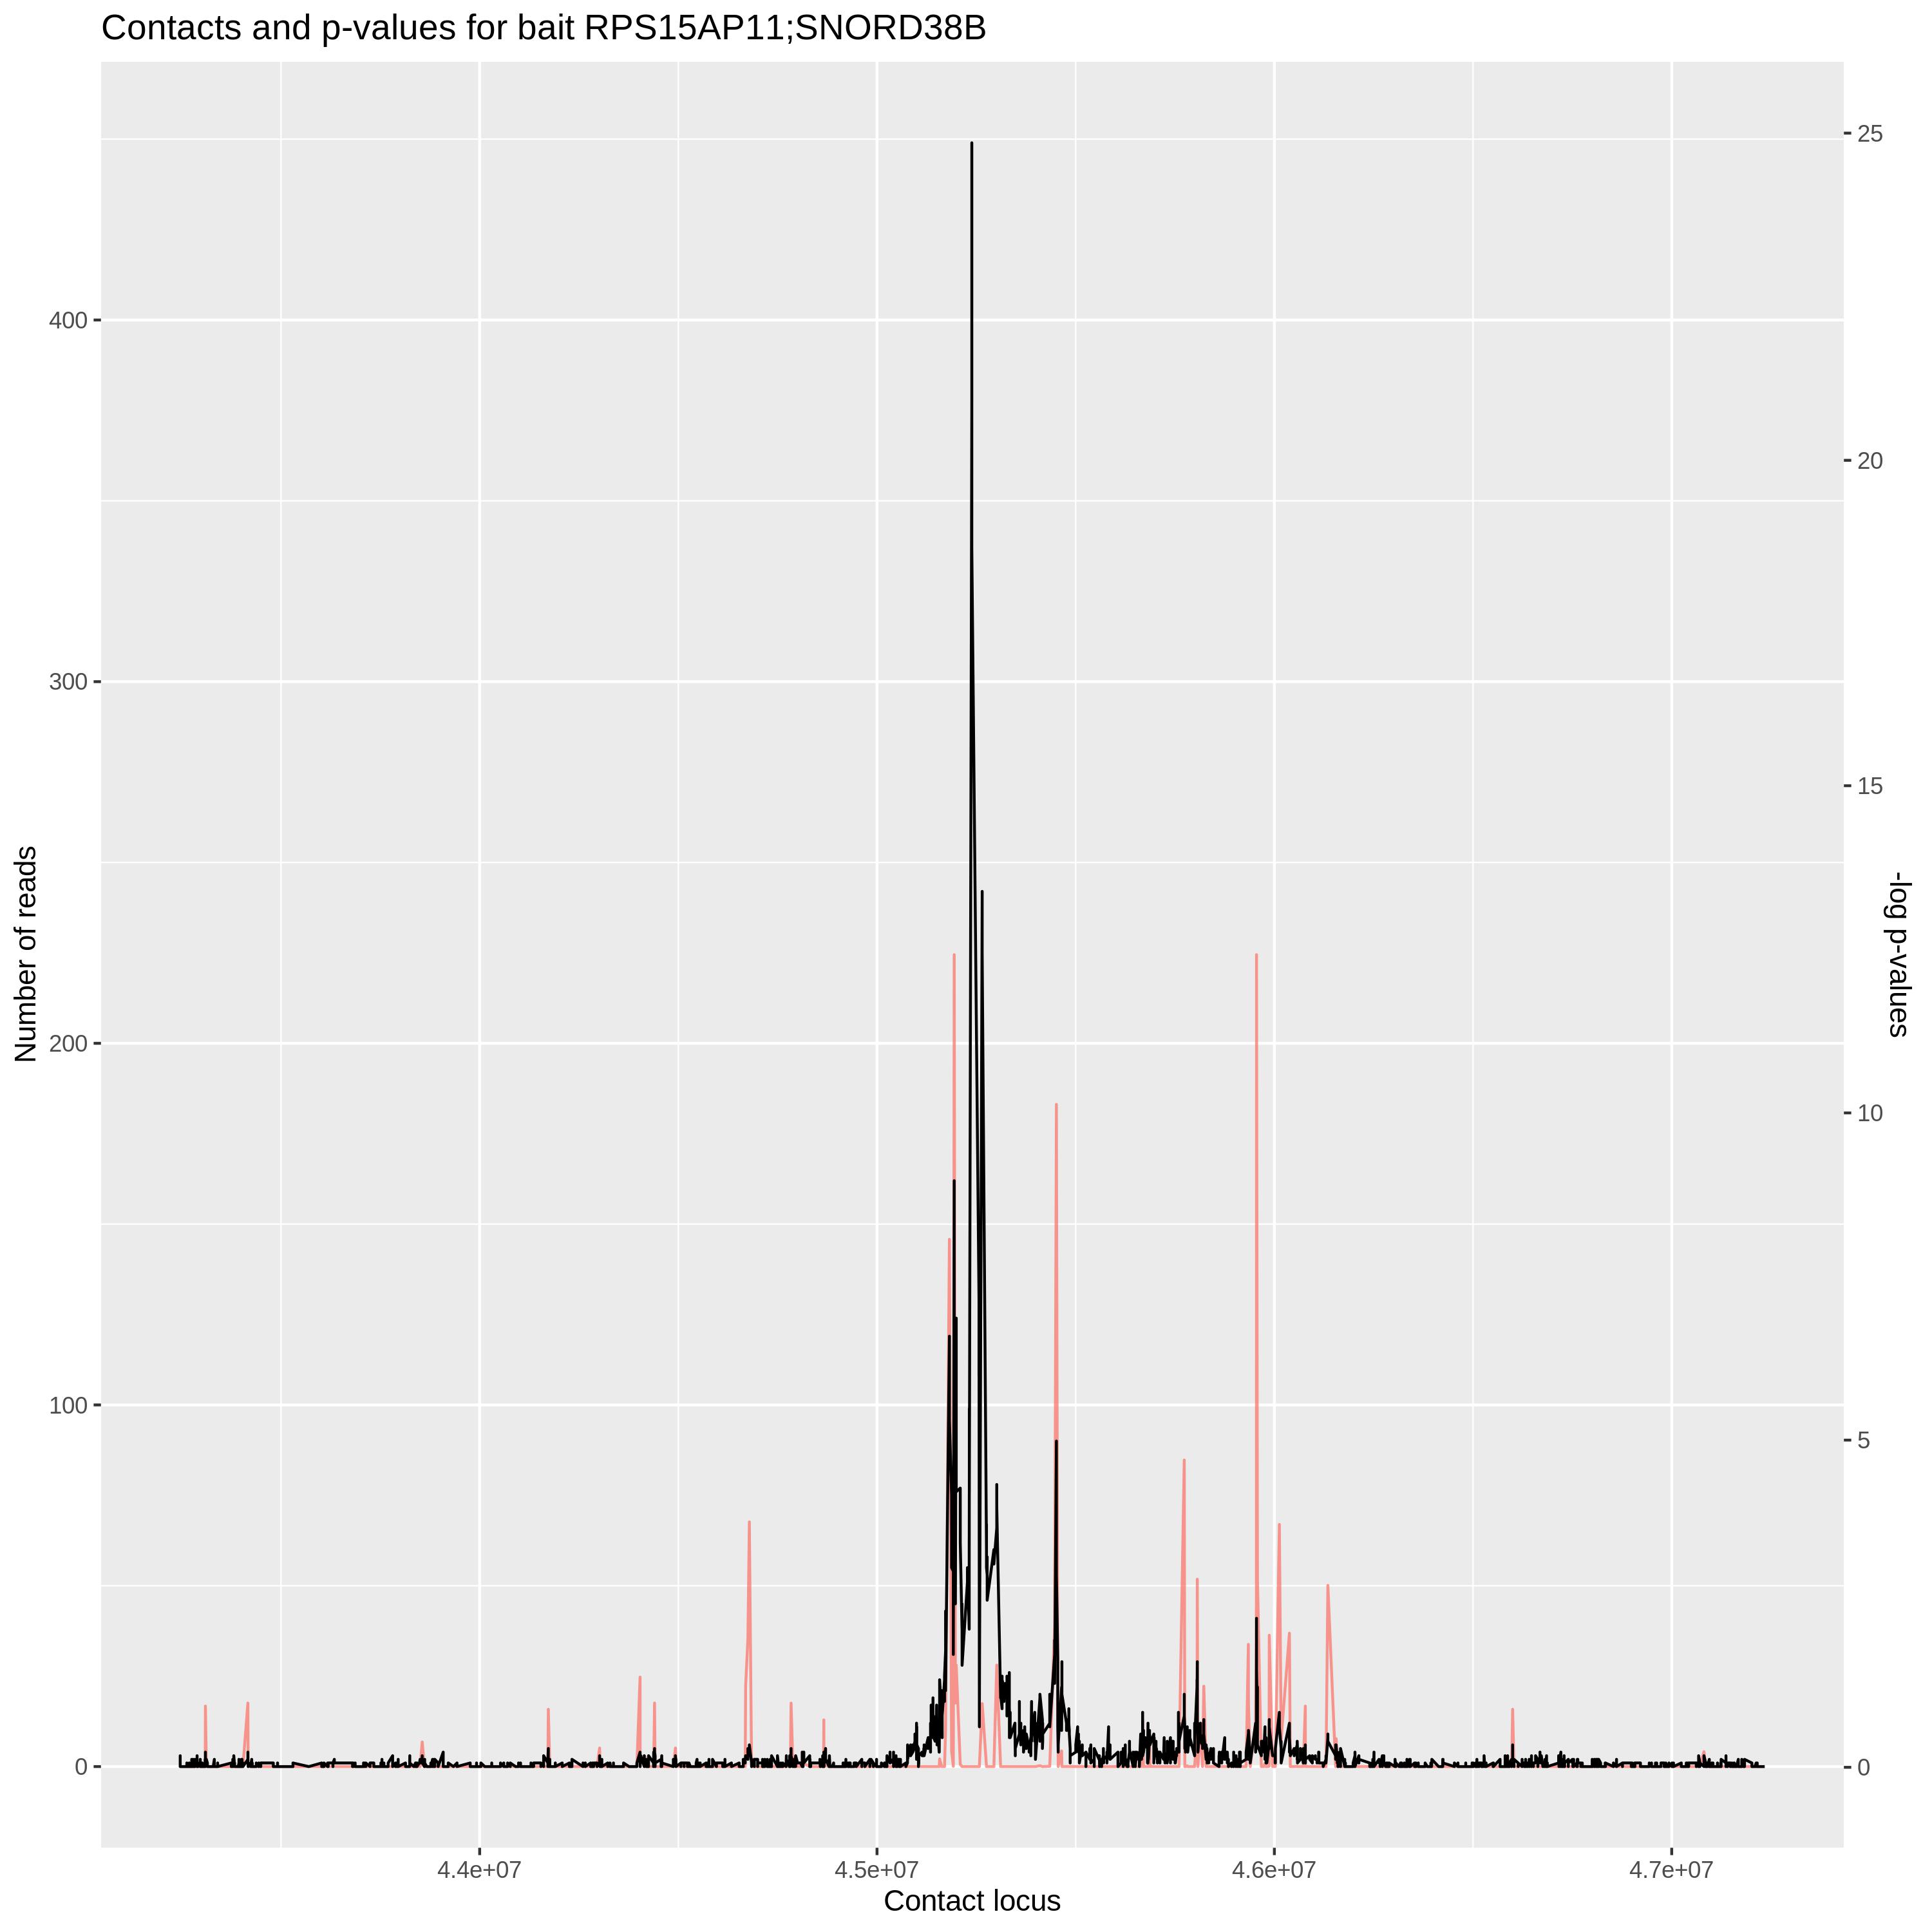 Contacts and p-values for bait RPS15AP11;SNORD38B
Number of reads
400
300
200
100
0
25
20
15
10
5
0
-log p-values
4.4e+07
4.5e+07
4.6e+07
4.7e+07
Contact locus